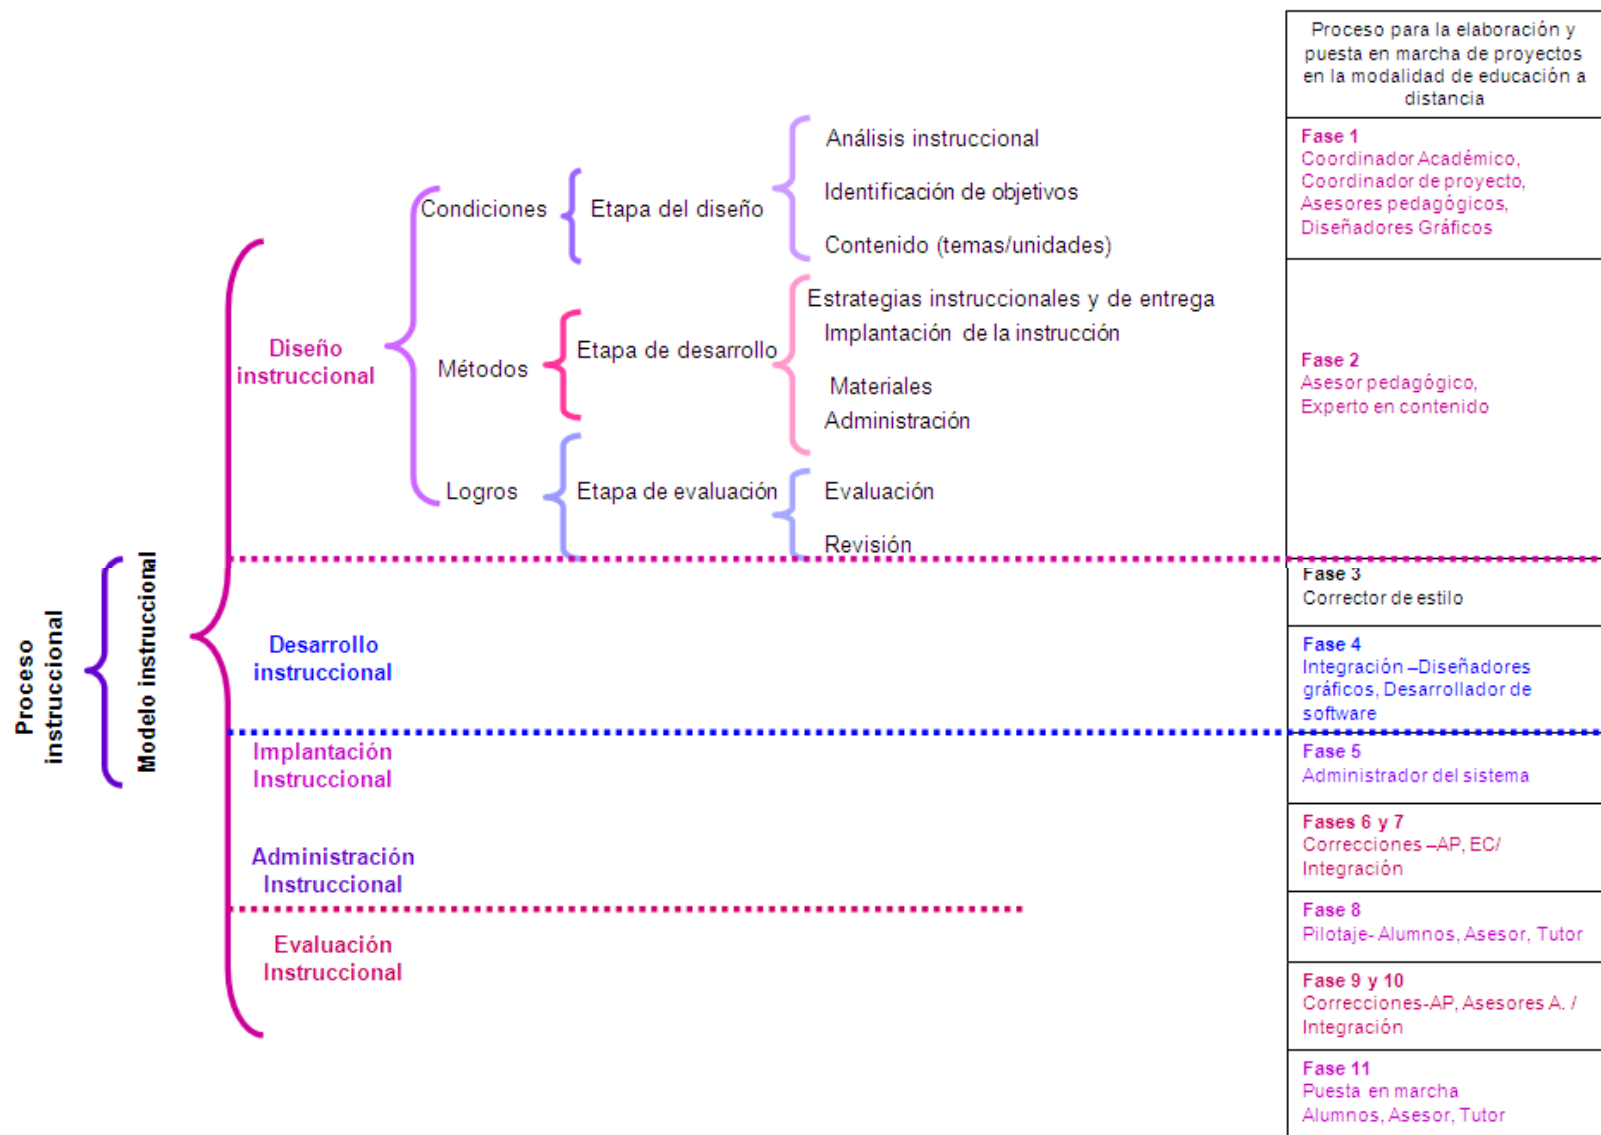 Proceso
instruccional
Modelo instruccional
Diseño
instruccional
Condiciones
Etapa del diseño
Análisis instruccional
Identificación de objetivos
Contenido (temas/unidades)
Métodos
Etapa de desarrollo
Estrategias instruccionales y de entrega
Implantación de la instrucción
Materiales
Administración
Logros
Etapa de evaluación
Evaluación
Revisión
Desarrollo
instruccional
Implantación
Instruccional
Administración
Instruccional
Evaluación
Instruccional
Proceso para la elaboración y
puesta en marcha de proyectos
en la modalidad de educación a
distancia
Fase 1
Coordinador Académico,
Coordinador de proyecto,
Asesores pedagógicos,
Diseñadores Gráficos
Fase 2
Asesor pedagógico,
Experto en contenido
Fase 3
Corrector de estilo
Fase 4
Integración –Diseñadores
gráficos, Desarrollador de
software
Fase 5
Administrador del sistema
Fases 6 y 7
Correcciones –AP, EC/
Integración
Fase 8
Pilotaje- Alumnos, Asesor, Tutor
Fase 9 y 10
Correcciones-AP, Asesores A. /
Integración
Fase 11
Puesta en marcha
Alumnos, Asesor, Tutor